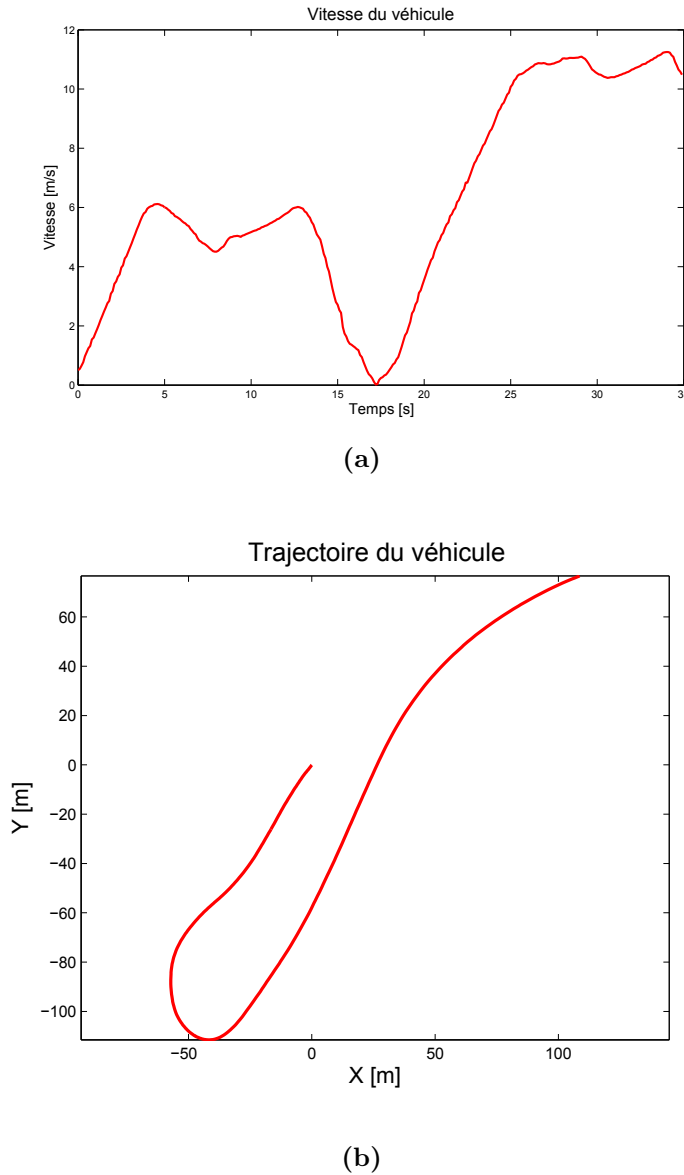 Vitesse du véhicule
12
10
8
6
4
2
0
Vitesse [m/s]
0 5 10 15 20 25 30 35
Temps [s]
(a)
Trajectoire du véhicule
60
40
20
0
−20
−40
−60
−80
−100
Y [m]
−50 0 50 100
X [m]
(b)